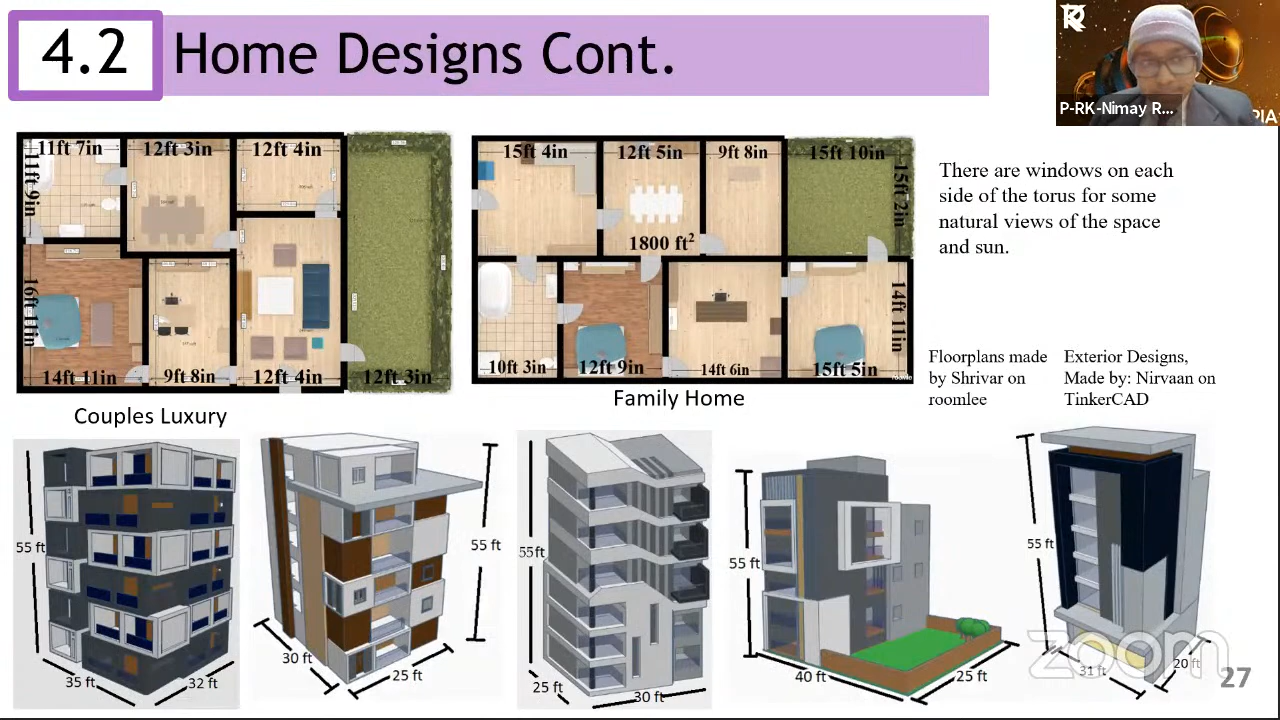 4.2
Home Designs Cont.
P-RK-Nimay R...
PIA
11ft 7in
12ft 3in
12ft 4in
11ft 9in
16ft 11in
14ft 11in
9ft 8in
12ft 4in
12ft 3in
Couples Luxury
15ft 4in
12ft 5in
9ft 8in
15ft 10in
15ft 2in
1800 ft²
14ft 11in
10ft 3in
12ft 9in
14ft 6in
15ft 5in
Family Home
There are windows on each
side of the torus for some
natural views of the space
and sun.
Floorplans made
by Shrivar on
roomlee
Exterior Designs,
Made by: Nirvaan on
TinkerCAD
55 ft
35 ft
32 ft
55 ft
30 ft
25 ft
55ft
25 ft
30 ft
55 ft
40 ft
25 ft
55 ft
31 ft
20 ft
zoom
27